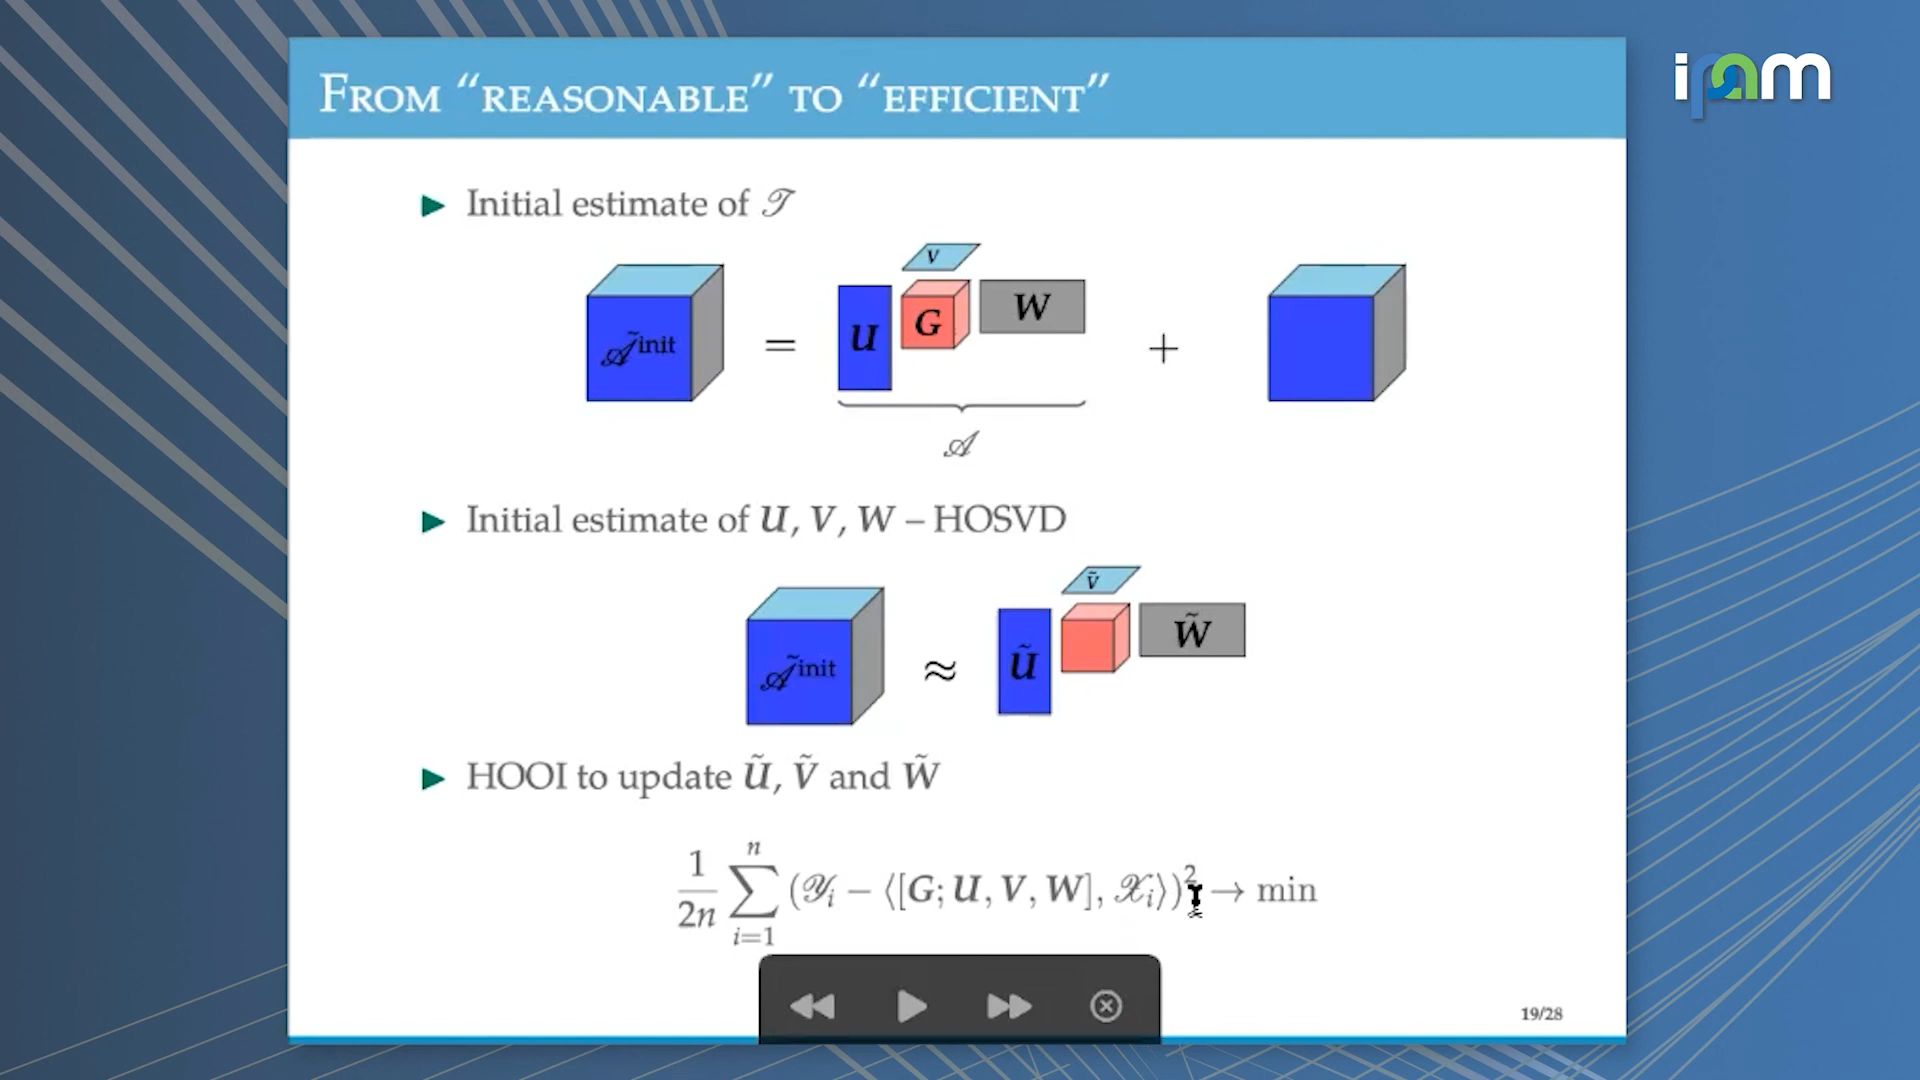 ipam
FROM “REASONABLE” TO “EFFICIENT”
Initial estimate of 𝒯
V
𝒜̃init = U G W +
𝒜
Initial estimate of U, V, W – HOSVD
Ṽ
𝒜̃init ≈ Ũ W̃
HOOI to update Ũ, Ṽ and W̃
1/2n ∑ i=1 n (𝒴i − ⟨[G; U, V, W], 𝒳i⟩)² → min
19/28